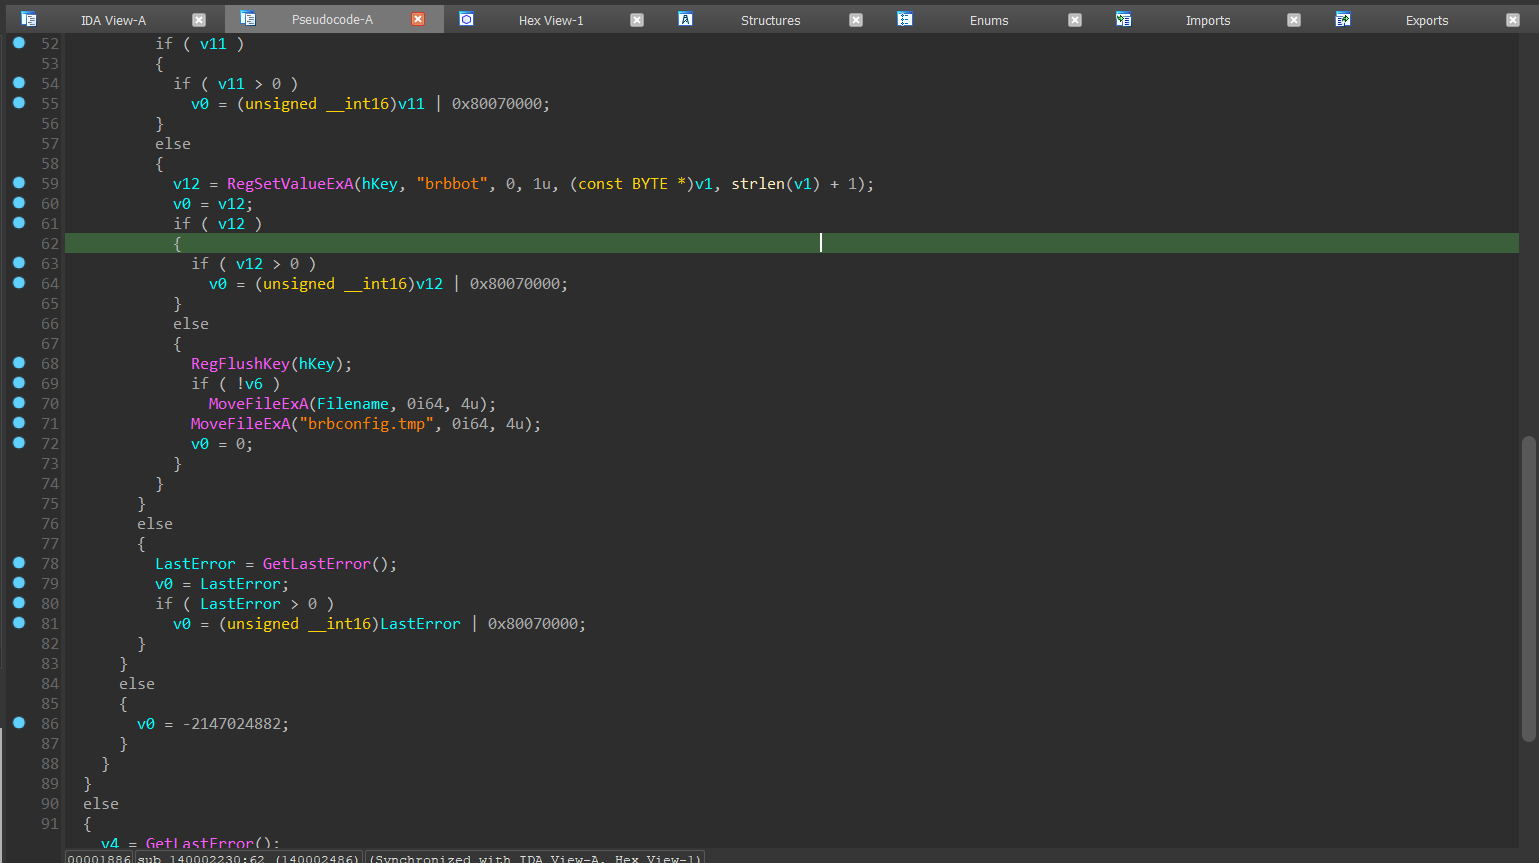 IDA View-A Pseudocode-A Hex View-1 Structures Enums Imports Exports
52 if ( v11 )
53 {
54 if ( v11 > 0 )
55 v0 = (unsigned __int16)v11 | 0x80070000;
56 }
57 else
58 {
59 v12 = RegSetValueExA(hKey, "brbbot", 0, 1u, (const BYTE *)v1, strlen(v1) + 1);
60 v0 = v12;
61 if ( v12 )
62 {
63 if ( v12 > 0 )
64 v0 = (unsigned __int16)v12 | 0x80070000;
65 }
66 else
67 {
68 RegFlushKey(hKey);
69 if ( !v6 )
70 MoveFileExA(Filename, 0i64, 4u);
71 MoveFileExA("brbconfig.tmp", 0i64, 4u);
72 v0 = 0;
73 }
74 }
75 }
76 else
77 {
78 LastError = GetLastError();
79 v0 = LastError;
80 if ( LastError > 0 )
81 v0 = (unsigned __int16)LastError | 0x80070000;
82 }
83 }
84 else
85 {
86 v0 = -2147024882;
87 }
88 }
89 }
90 else
91 {
v4 = GetLastError();
00001886 sub_140002230:62 (140002486) (Synchronized with IDA View-A, Hex View-1)